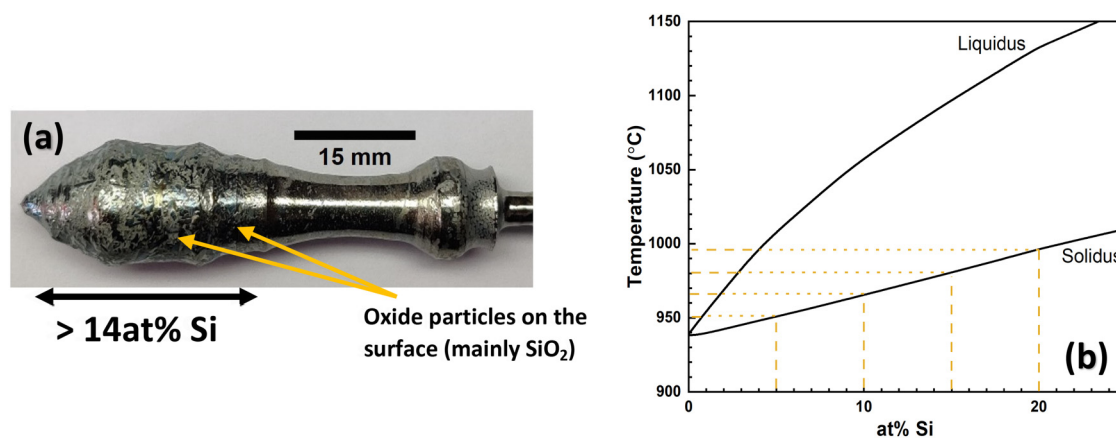 (a)
15 mm
> 14at% Si
Oxide particles on the
surface (mainly SiO₂)
Temperature (°C)
1150
1100
1050
1000
950
900
Liquidus
Solidus
(b)
0
10
20
at% Si